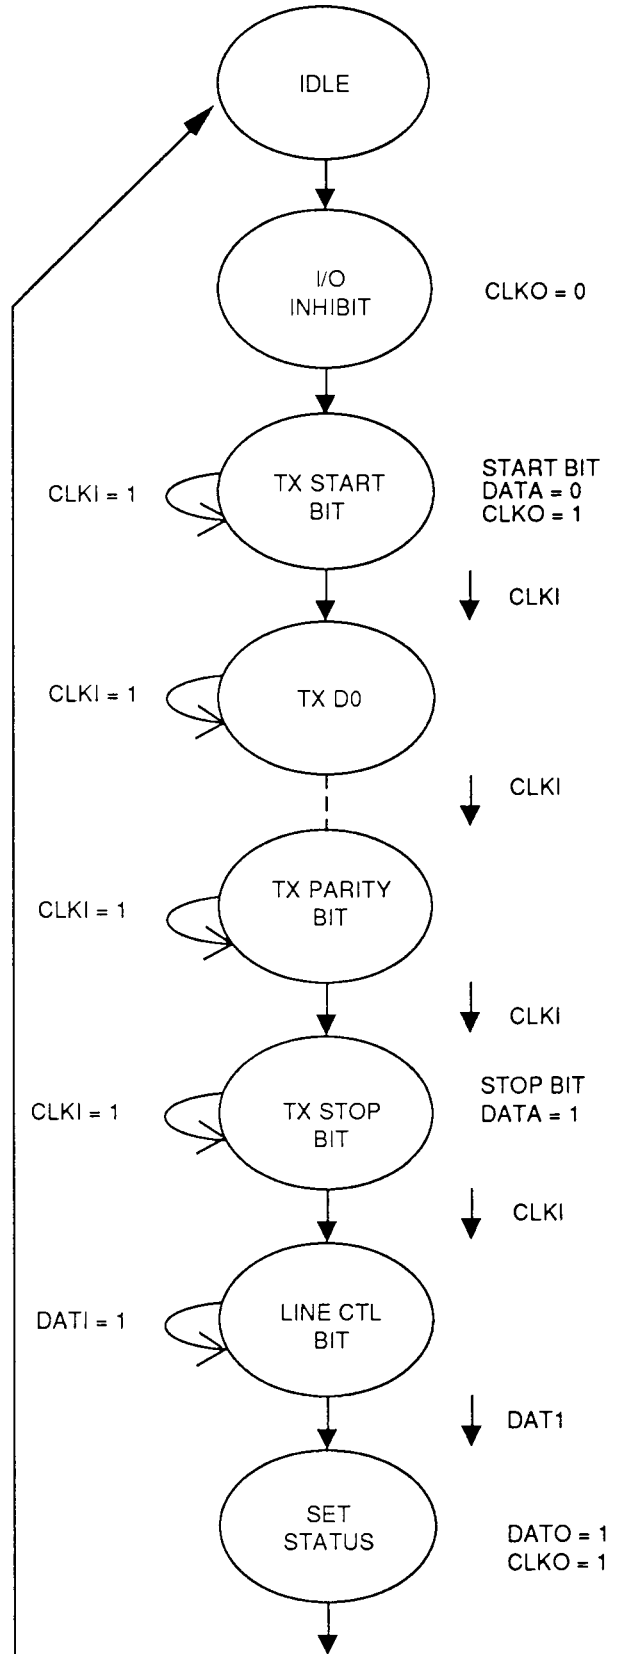 IDLE
I/O
INHIBIT
CLKO = 0
CLKI = 1
TX START
BIT
START BIT
DATA = 0
CLKO = 1
CLKI
CLKI = 1
TX D0
CLKI
CLKI = 1
TX PARITY
BIT
CLKI
CLKI = 1
TX STOP
BIT
STOP BIT
DATA = 1
CLKI
DATI = 1
LINE CTL
BIT
DAT1
SET
STATUS
DATO = 1
CLKO = 1